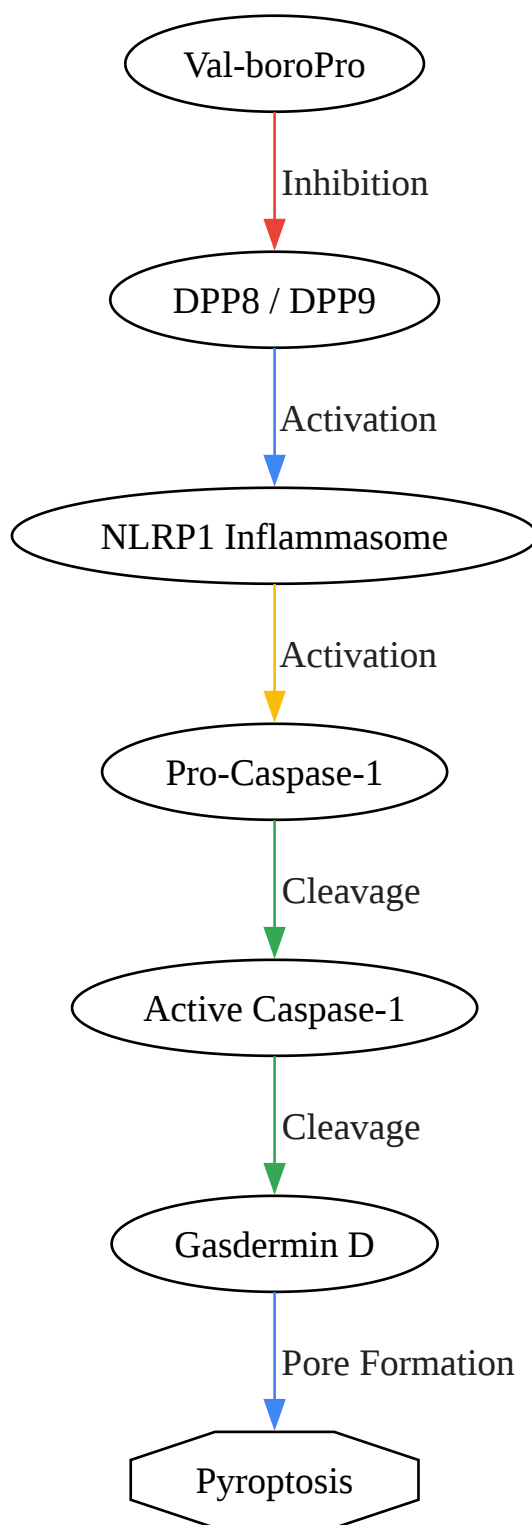 Val-boroPro
Inhibition
DPP8 / DPP9
Activation
NLRP1 Inflammasome
Activation
Pro-Caspase-1
Cleavage
Active Caspase-1
Cleavage
Gasdermin D
Pore Formation
Pyroptosis